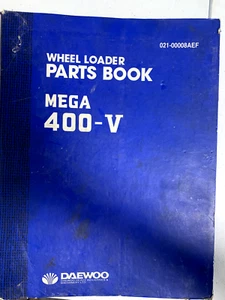 021-00008AEF
WHEEL LOADER
PARTS BOOK
MEGA
400-V
DAEWOO